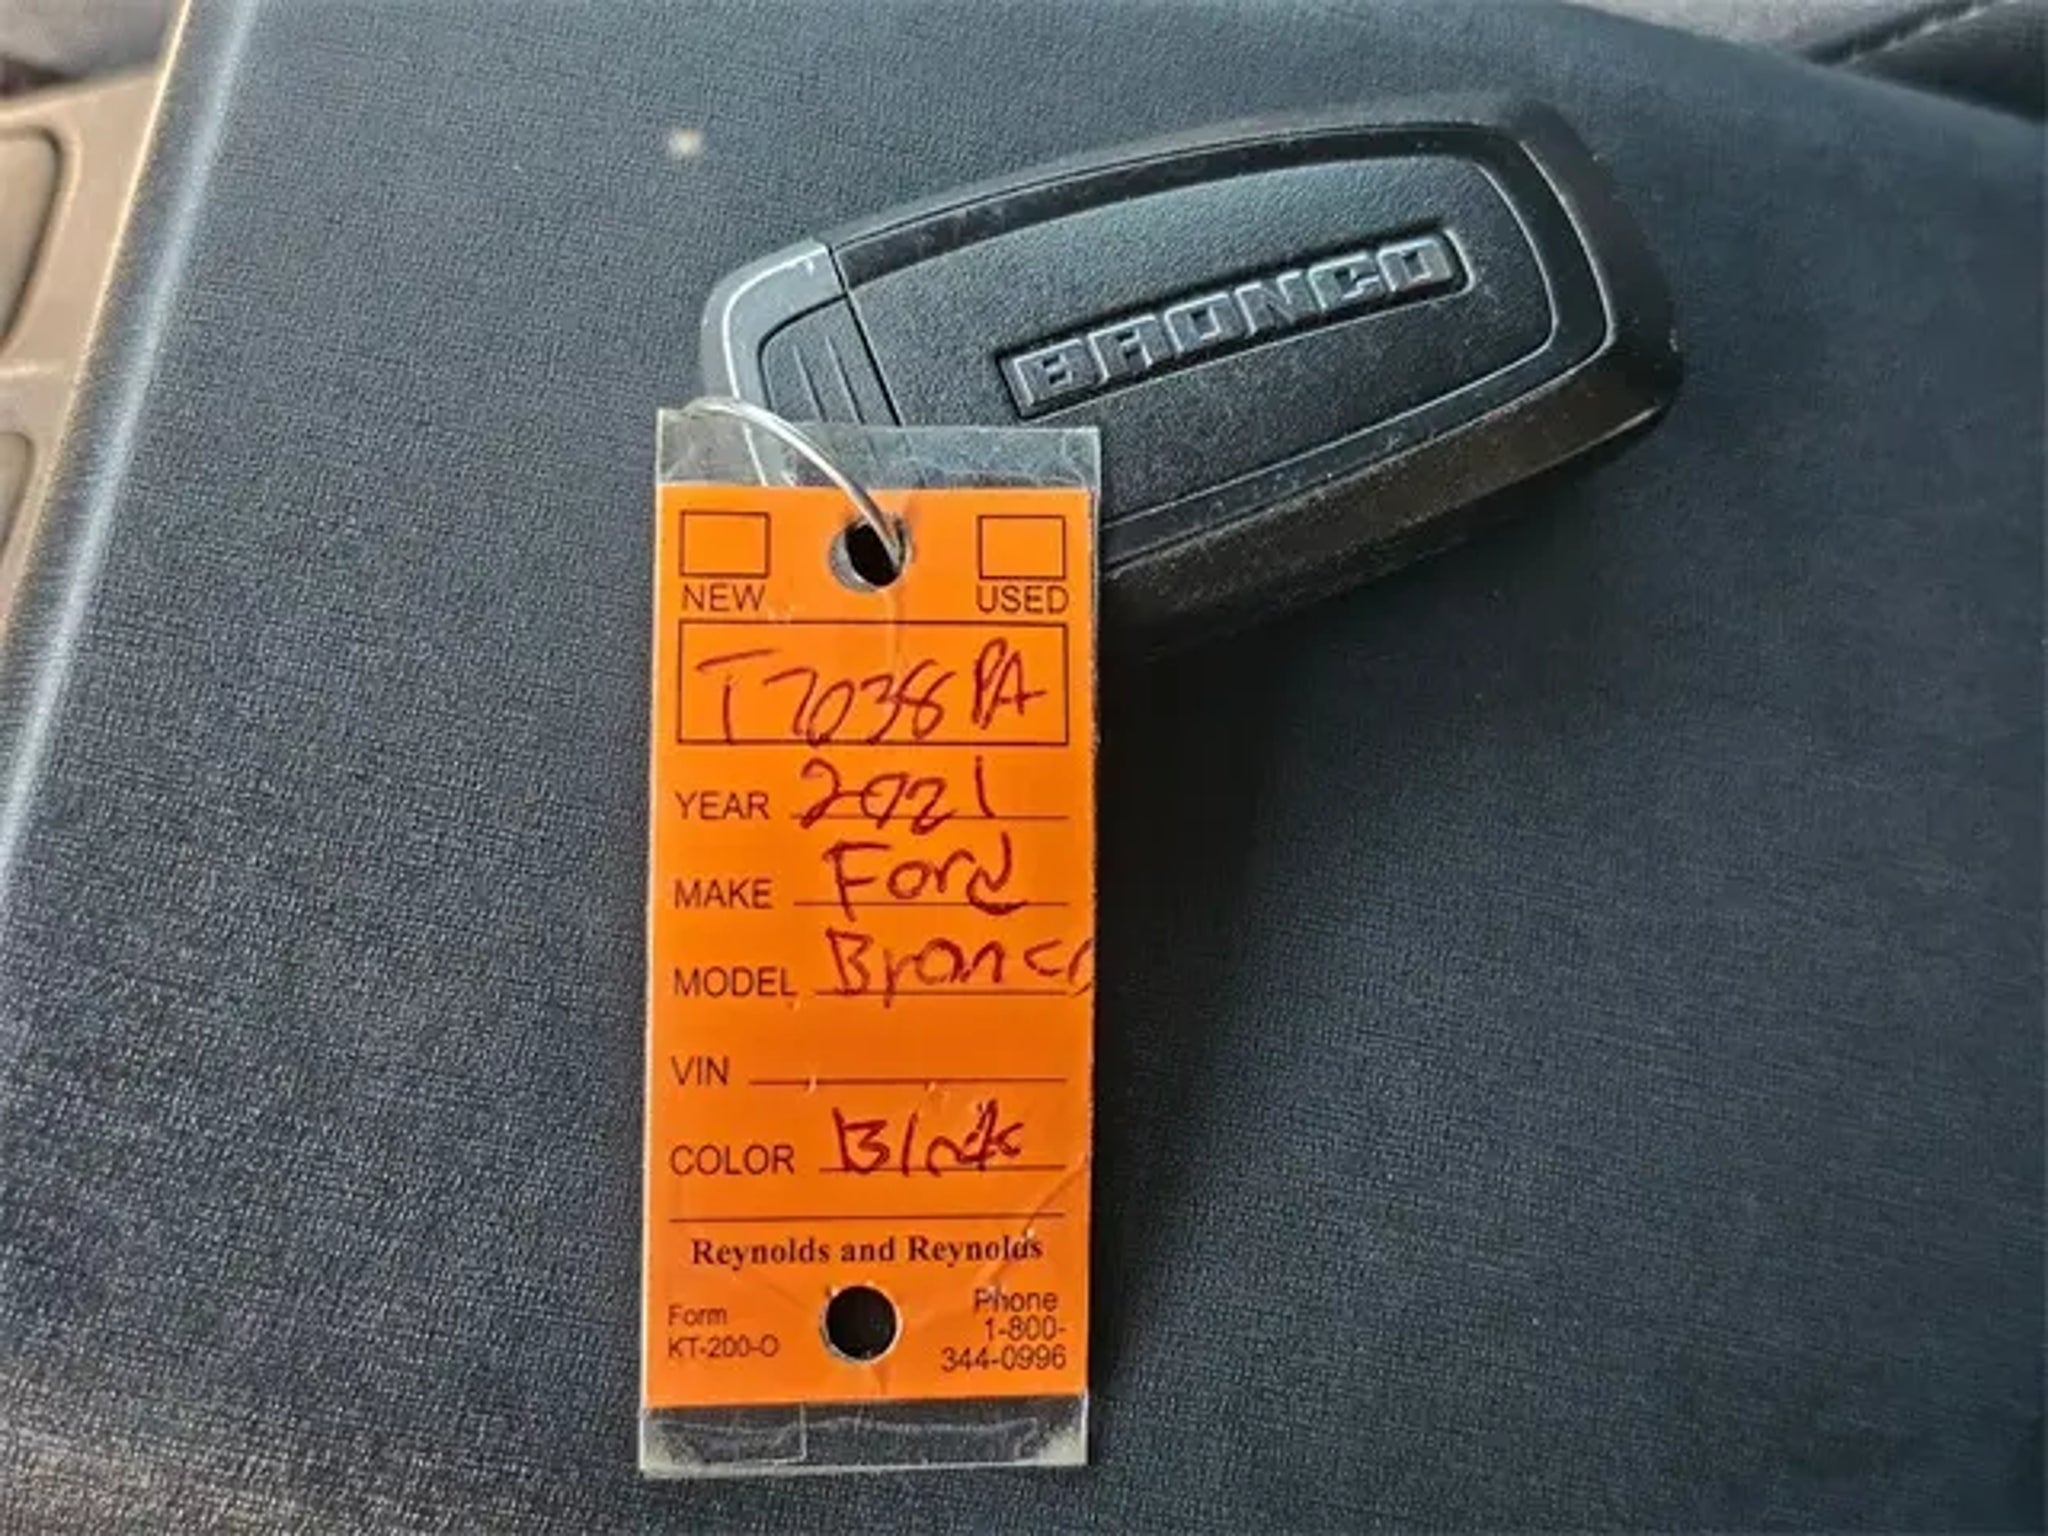 BRONCO
NEW USED
T7038PA
YEAR 2021
MAKE Ford
MODEL Bronco
VIN
COLOR Black
Reynolds and Reynolds
Form
KT-200-O
Phone
1-800-
344-0996